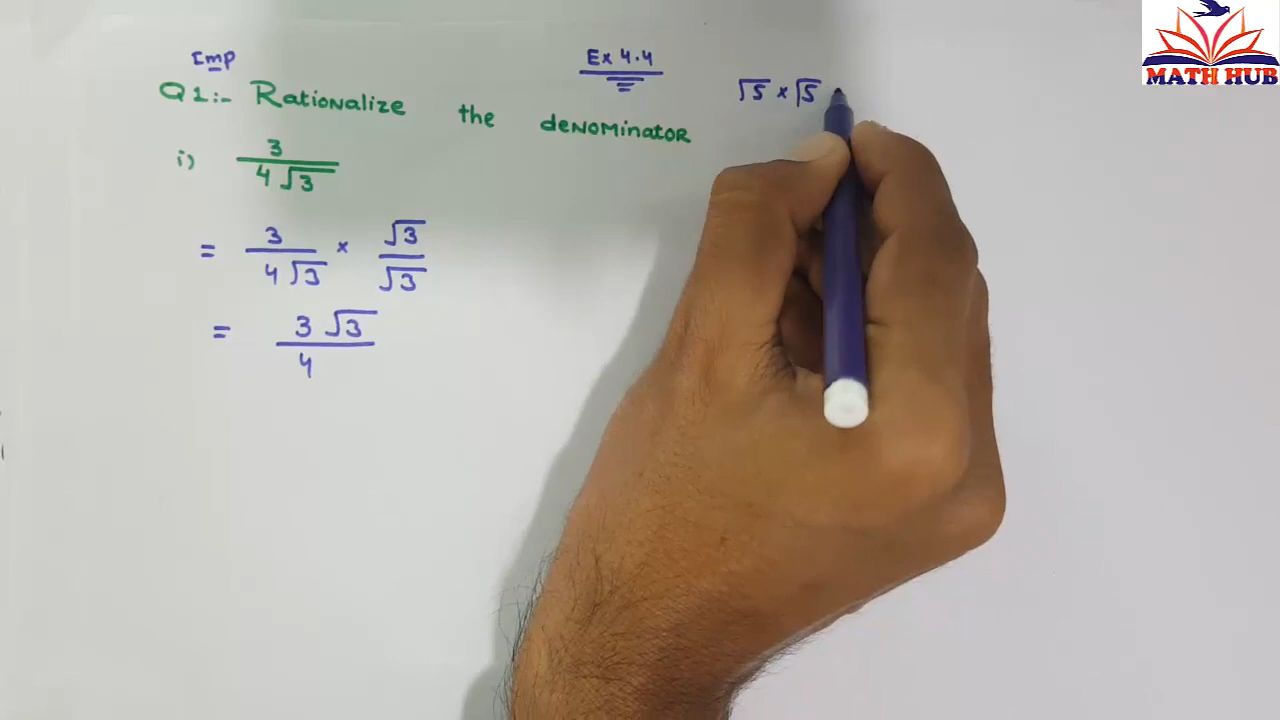 MATH HUB
Imp
Ex 4.4
Q1:- Rationalize the denominator
√5 × √5
i) 3 / 4√3
= 3 / 4√3 × √3 / √3
= 3√3 / 4